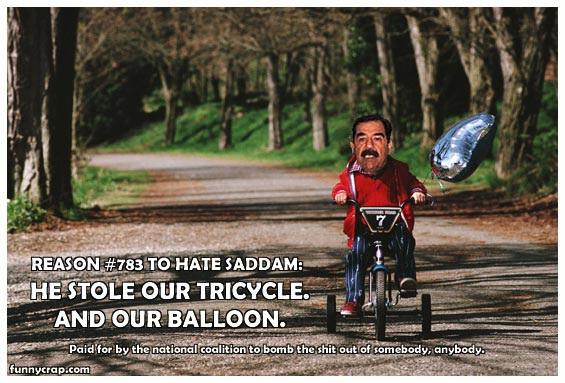 7
REASON #783 TO HATE SADDAM:
HE STOLE OUR TRICYCLE.
AND OUR BALLOON.
Paid for by the national coalition to bomb the shit out of somebody, anybody.
funnycrap.com